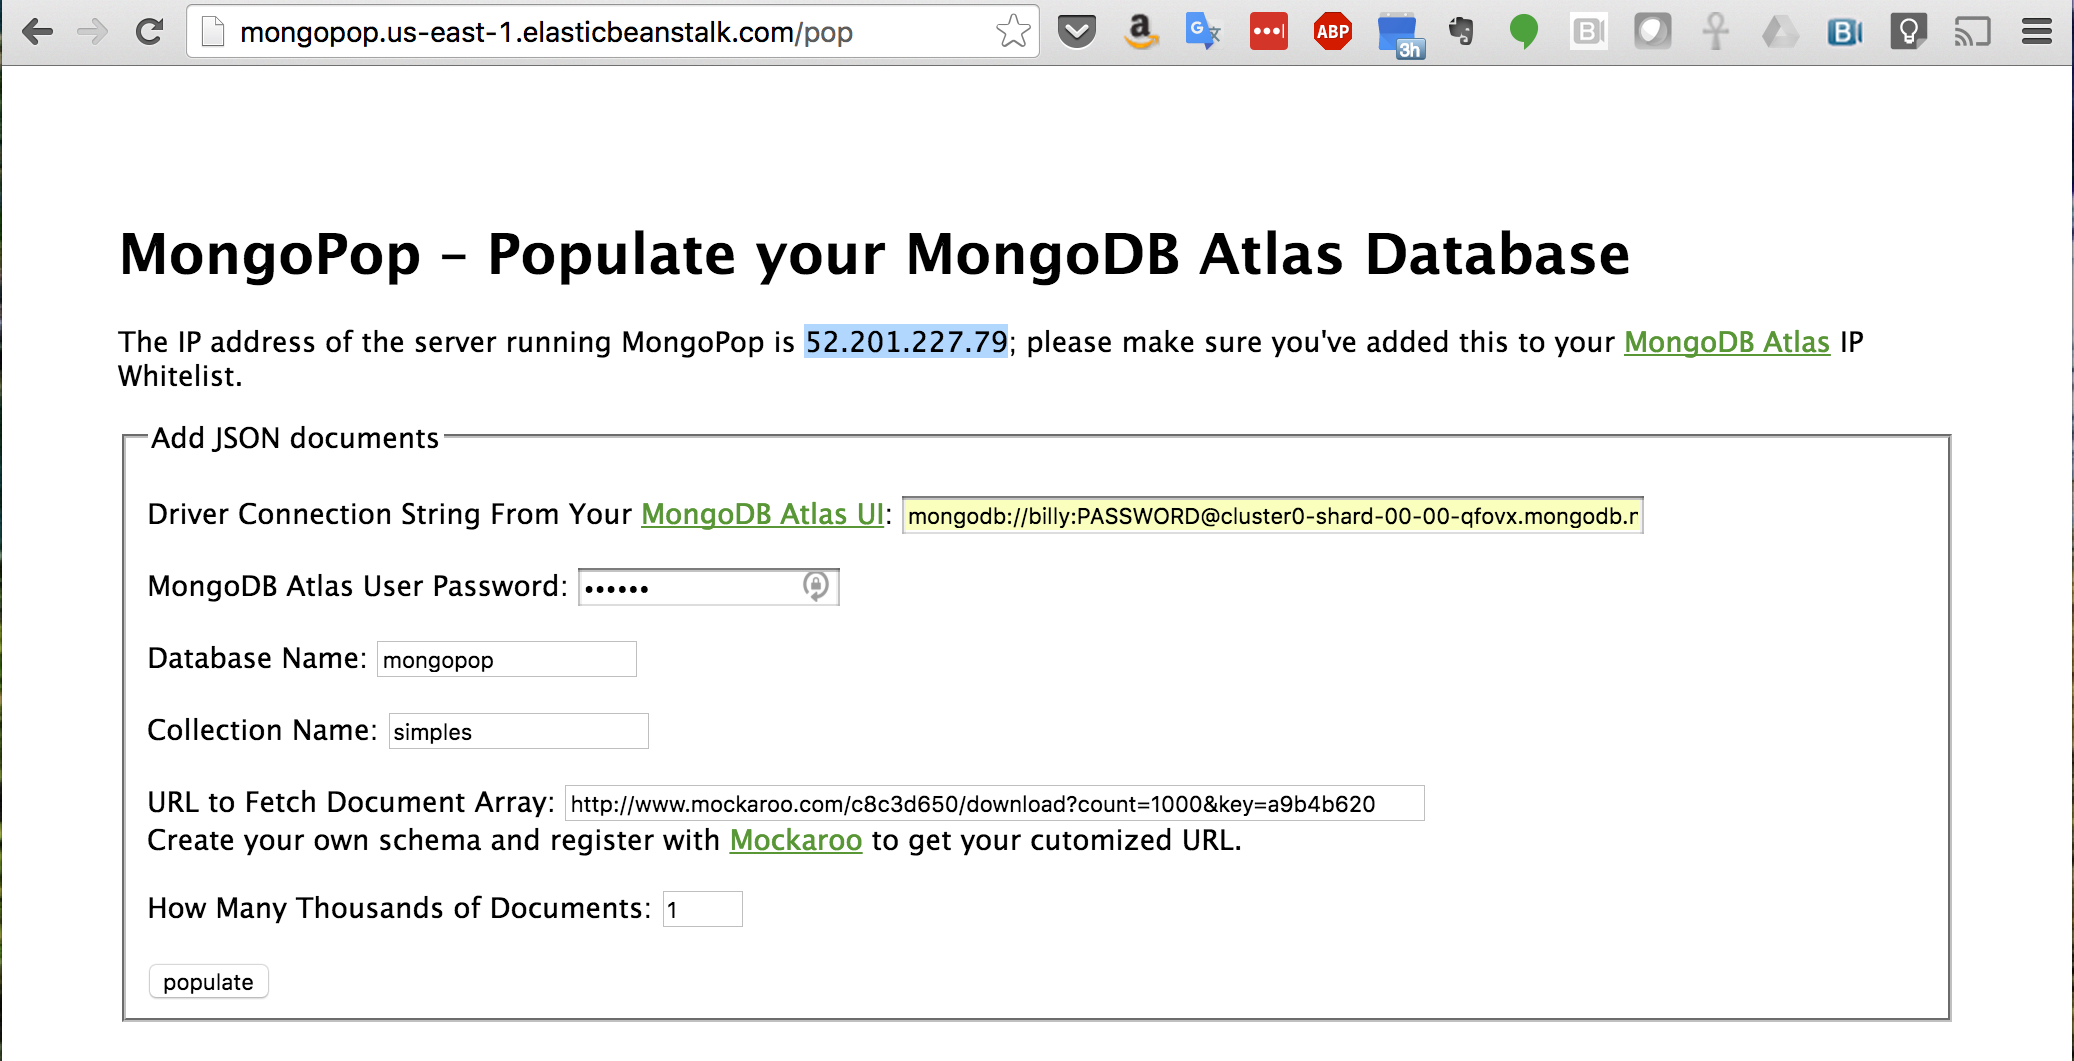 mongopop.us-east-1.elasticbeanstalk.com/pop
a
G
ABP
3h
B
B
MongoPop – Populate your MongoDB Atlas Database
The IP address of the server running MongoPop is 52.201.227.79; please make sure you've added this to your MongoDB Atlas IP
Whitelist.
Add JSON documents
Driver Connection String From Your MongoDB Atlas UI: mongodb://billy:PASSWORD@cluster0-shard-00-00-qfovx.mongodb.r
MongoDB Atlas User Password: ••••••
Database Name: mongopop
Collection Name: simples
URL to Fetch Document Array: http://www.mockaroo.com/c8c3d650/download?count=1000&key=a9b4b620
Create your own schema and register with Mockaroo to get your cutomized URL.
How Many Thousands of Documents: 1
populate